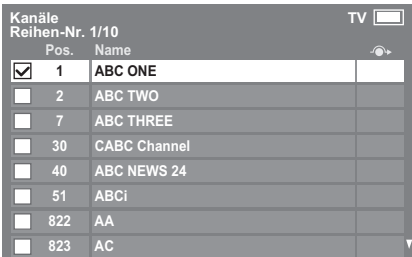 Kanäle TV
Reihen-Nr. 1/10
Pos. Name
1 ABC ONE
2 ABC TWO
7 ABC THREE
30 CABC Channel
40 ABC NEWS 24
51 ABCi
822 AA
823 AC